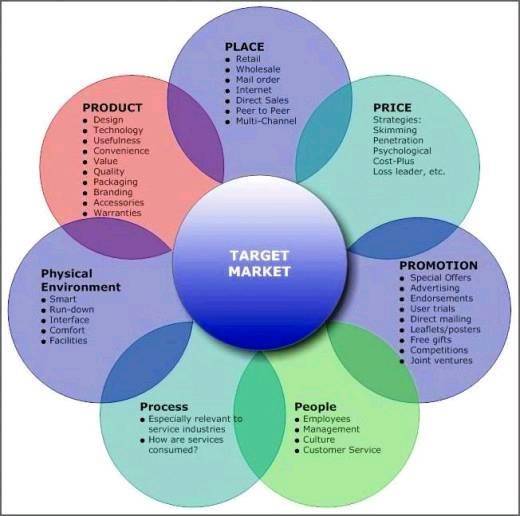 PLACE
Retail
Wholesale
Mail order
Internet
Direct Sales
Peer to Peer
Multi-Channel
PRODUCT
Design
Technology
Usefulness
Convenience
Value
Quality
Packaging
Branding
Accessories
Warranties
PRICE
Strategies:
Skimming
Penetration
Psychological
Cost-Plus
Loss leader, etc.
TARGET
MARKET
Physical
Environment
Smart
Run-down
Interface
Comfort
Facilities
PROMOTION
Special Offers
Advertising
Endorsements
User trials
Direct mailing
Leaflets/posters
Free gifts
Competitions
Joint ventures
Process
Especially relevant to
service industries
How are services
consumed?
People
Employees
Management
Culture
Customer Service